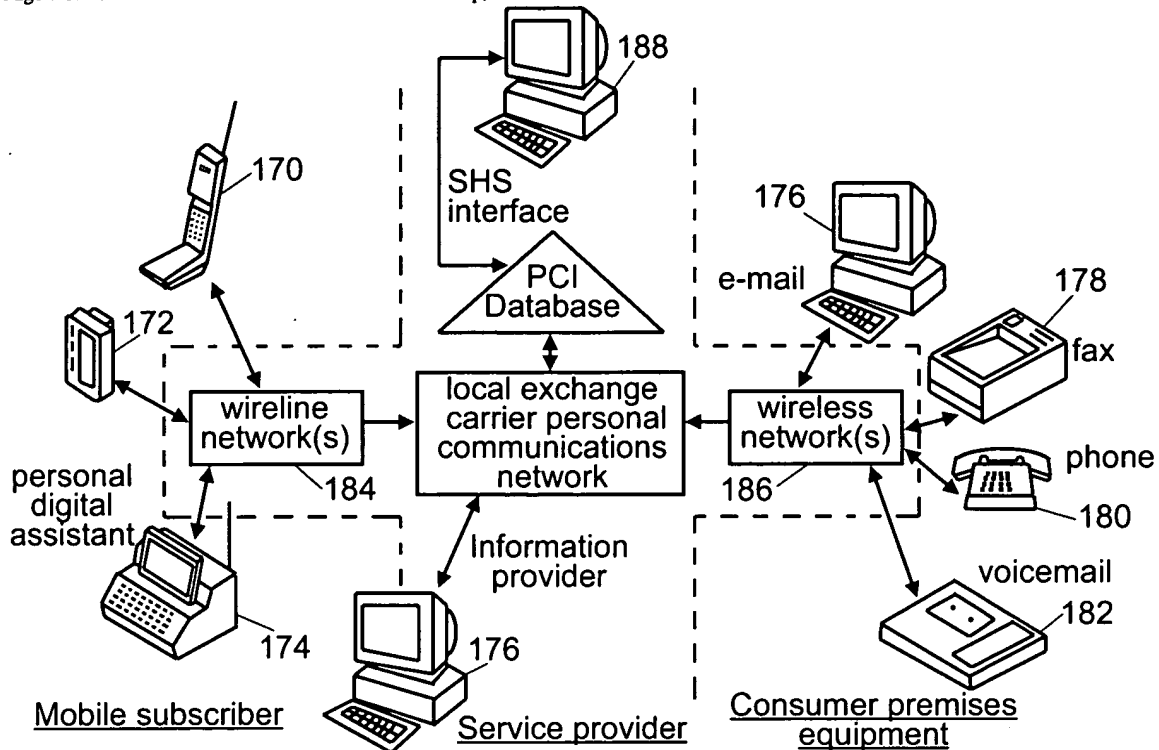 188
170
SHS
interface
176
PCI
Database
e-mail
178
172
fax
wireline
network(s)
local exchange
carrier personal
communications
network
wireless
network(s)
phone
184
186
180
personal
digital
assistant
Information
provider
voicemail
182
174
176
Mobile subscriber
Service provider
Consumer premises
equipment